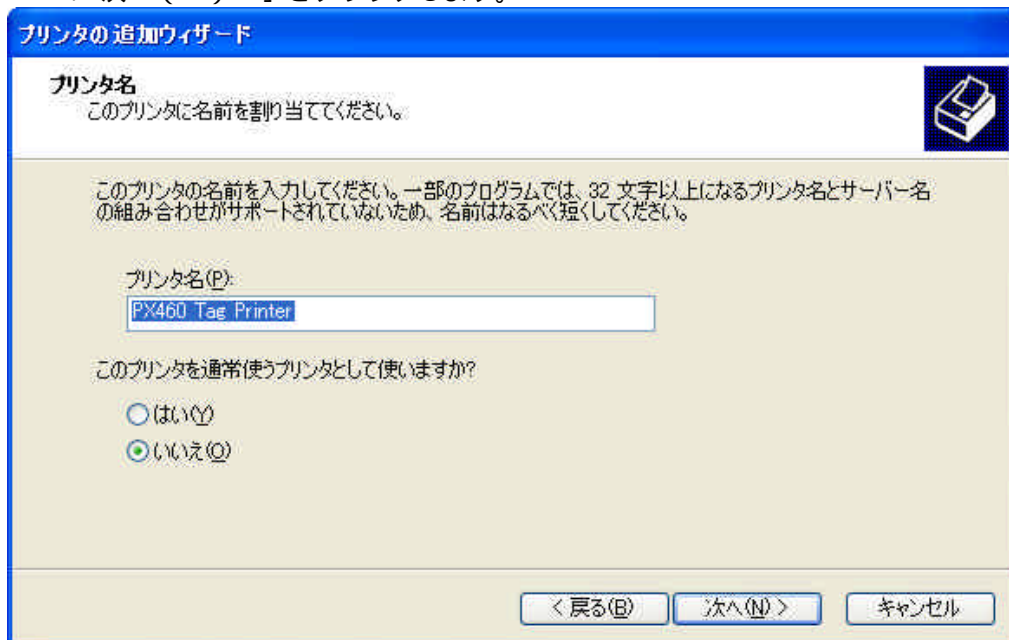 プリンタの追加ウィザード
プリンタ名
このプリンタに名前を割り当ててください。
このプリンタの名前を入力してください。一部のプログラムでは、32 文字以上になるプリンタ名とサーバー名
の組み合わせがサポートされていないため、名前はなるべく短くしてください。
プリンタ名(P):
PX460 Tag Printer
このプリンタを通常使うプリンタとして使いますか?
はい(Y)
いいえ(O)
< 戻る(B) 次へ(N) > キャンセル